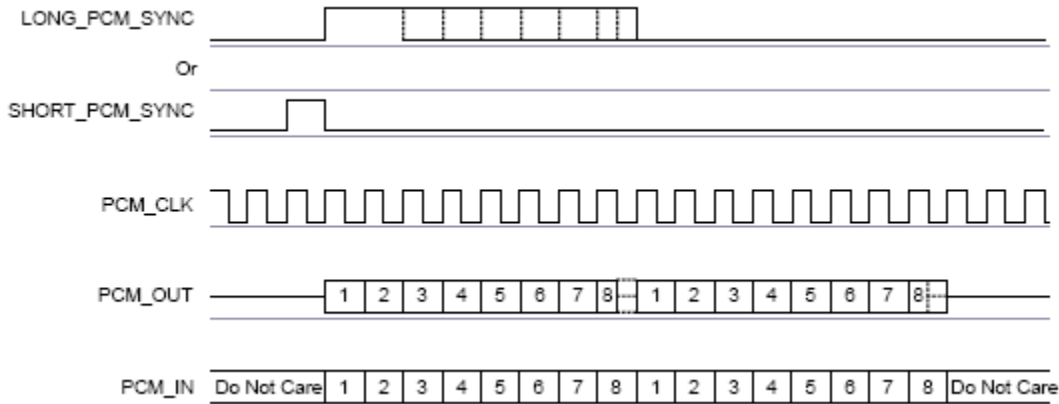 LONG_PCM_SYNC
Or
SHORT_PCM_SYNC
PCM_CLK
PCM_OUT 1 2 3 4 5 6 7 8 1 2 3 4 5 6 7 8
PCM_IN Do Not Care 1 2 3 4 5 6 7 8 1 2 3 4 5 6 7 8 Do Not Care